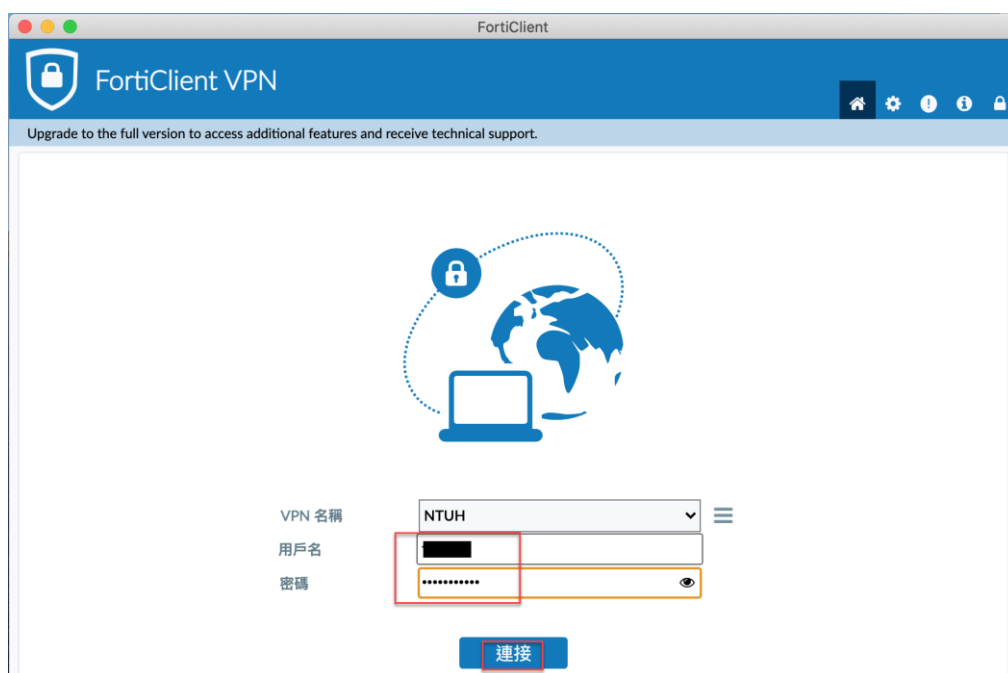 FortiClient
FortiClient VPN
Upgrade to the full version to access additional features and receive technical support.
VPN 名稱
NTUH
用戶名
密碼
•••••••••••
連接